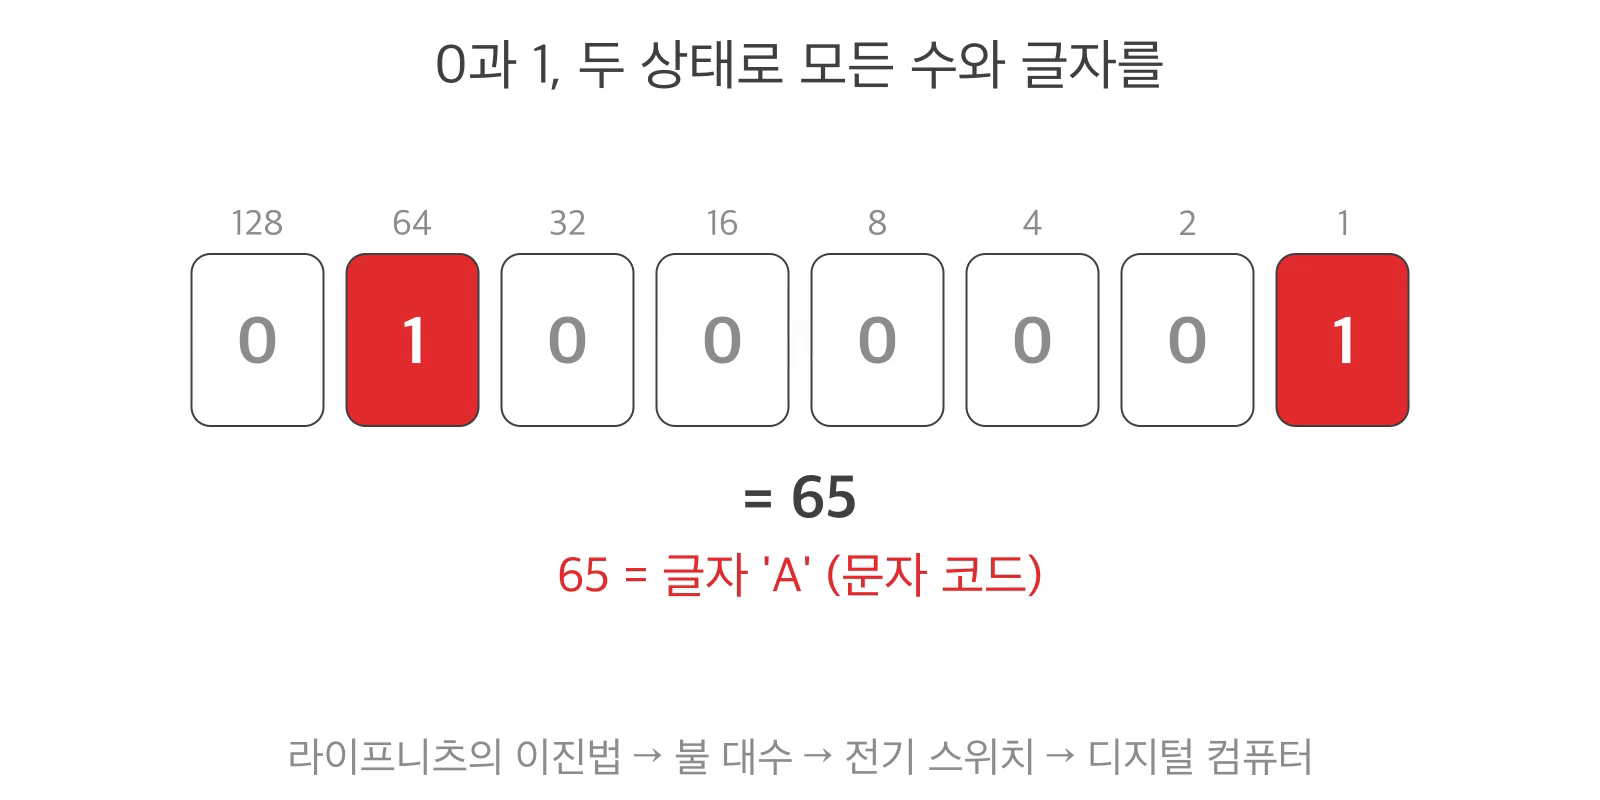 0과 1, 두 상태로 모든 수와 글자를
128 64 32 16 8 4 2 1
0 1 0 0 0 0 0 1
= 65
65 = 글자 'A' (문자 코드)
라이프니츠의 이진법 → 불 대수 → 전기 스위치 → 디지털 컴퓨터